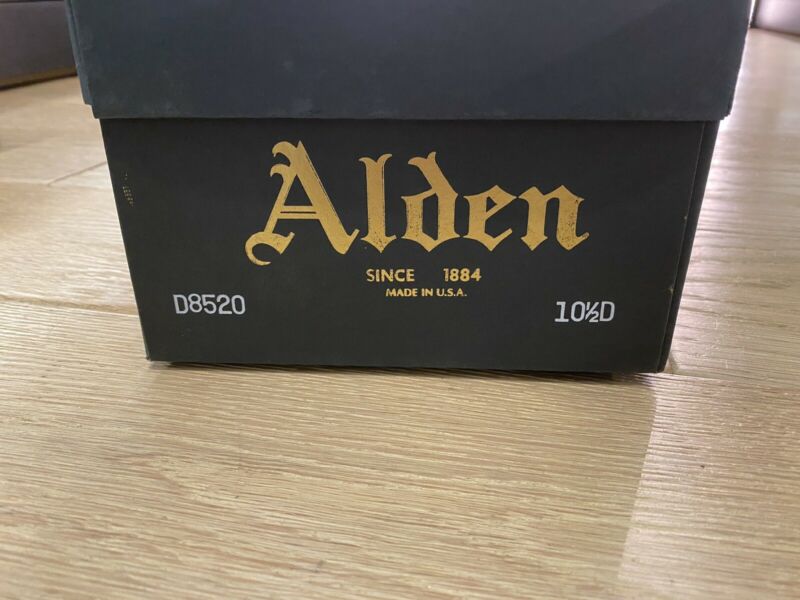 Alden
SINCE 1884
MADE IN U.S.A.
D8520
10½D